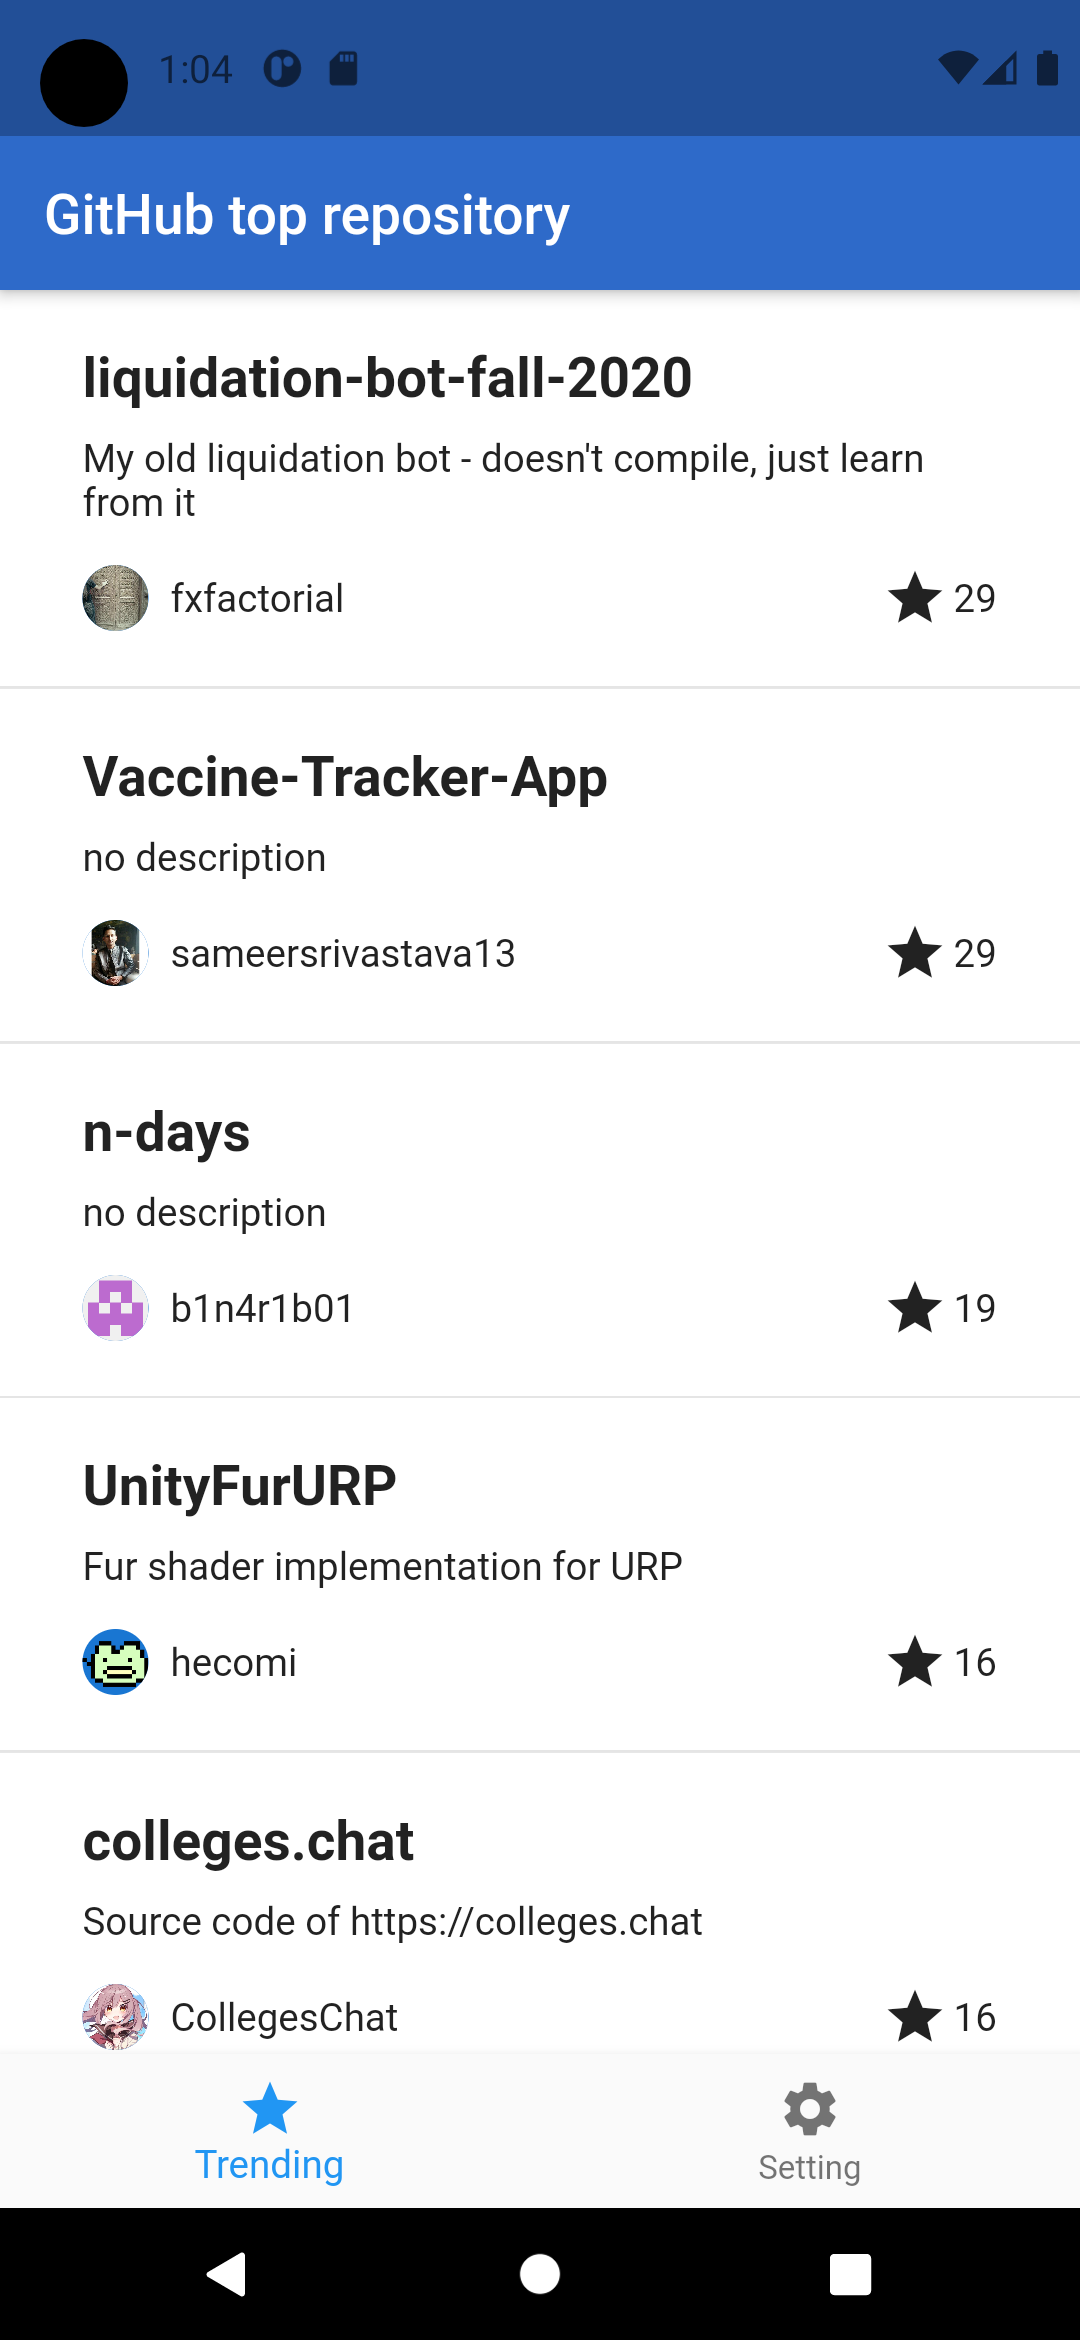 1:04
GitHub top repository
liquidation-bot-fall-2020
My old liquidation bot - doesn't compile, just learn
from it
fxfactorial
29
Vaccine-Tracker-App
no description
sameersrivastava13
29
n-days
no description
b1n4r1b01
19
UnityFurURP
Fur shader implementation for URP
hecomi
16
colleges.chat
Source code of https://colleges.chat
CollegesChat
16
Trending
Setting